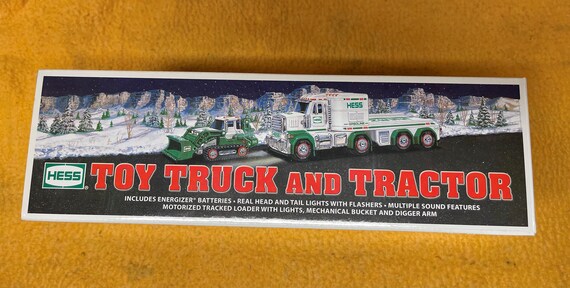 HESS
HESS®
TOY TRUCK AND TRACTOR
INCLUDES ENERGIZER® BATTERIES • REAL HEAD AND TAIL LIGHTS WITH FLASHERS • MULTIPLE SOUND FEATURES
MOTORIZED TRACKED LOADER WITH LIGHTS, MECHANICAL BUCKET AND DIGGER ARM